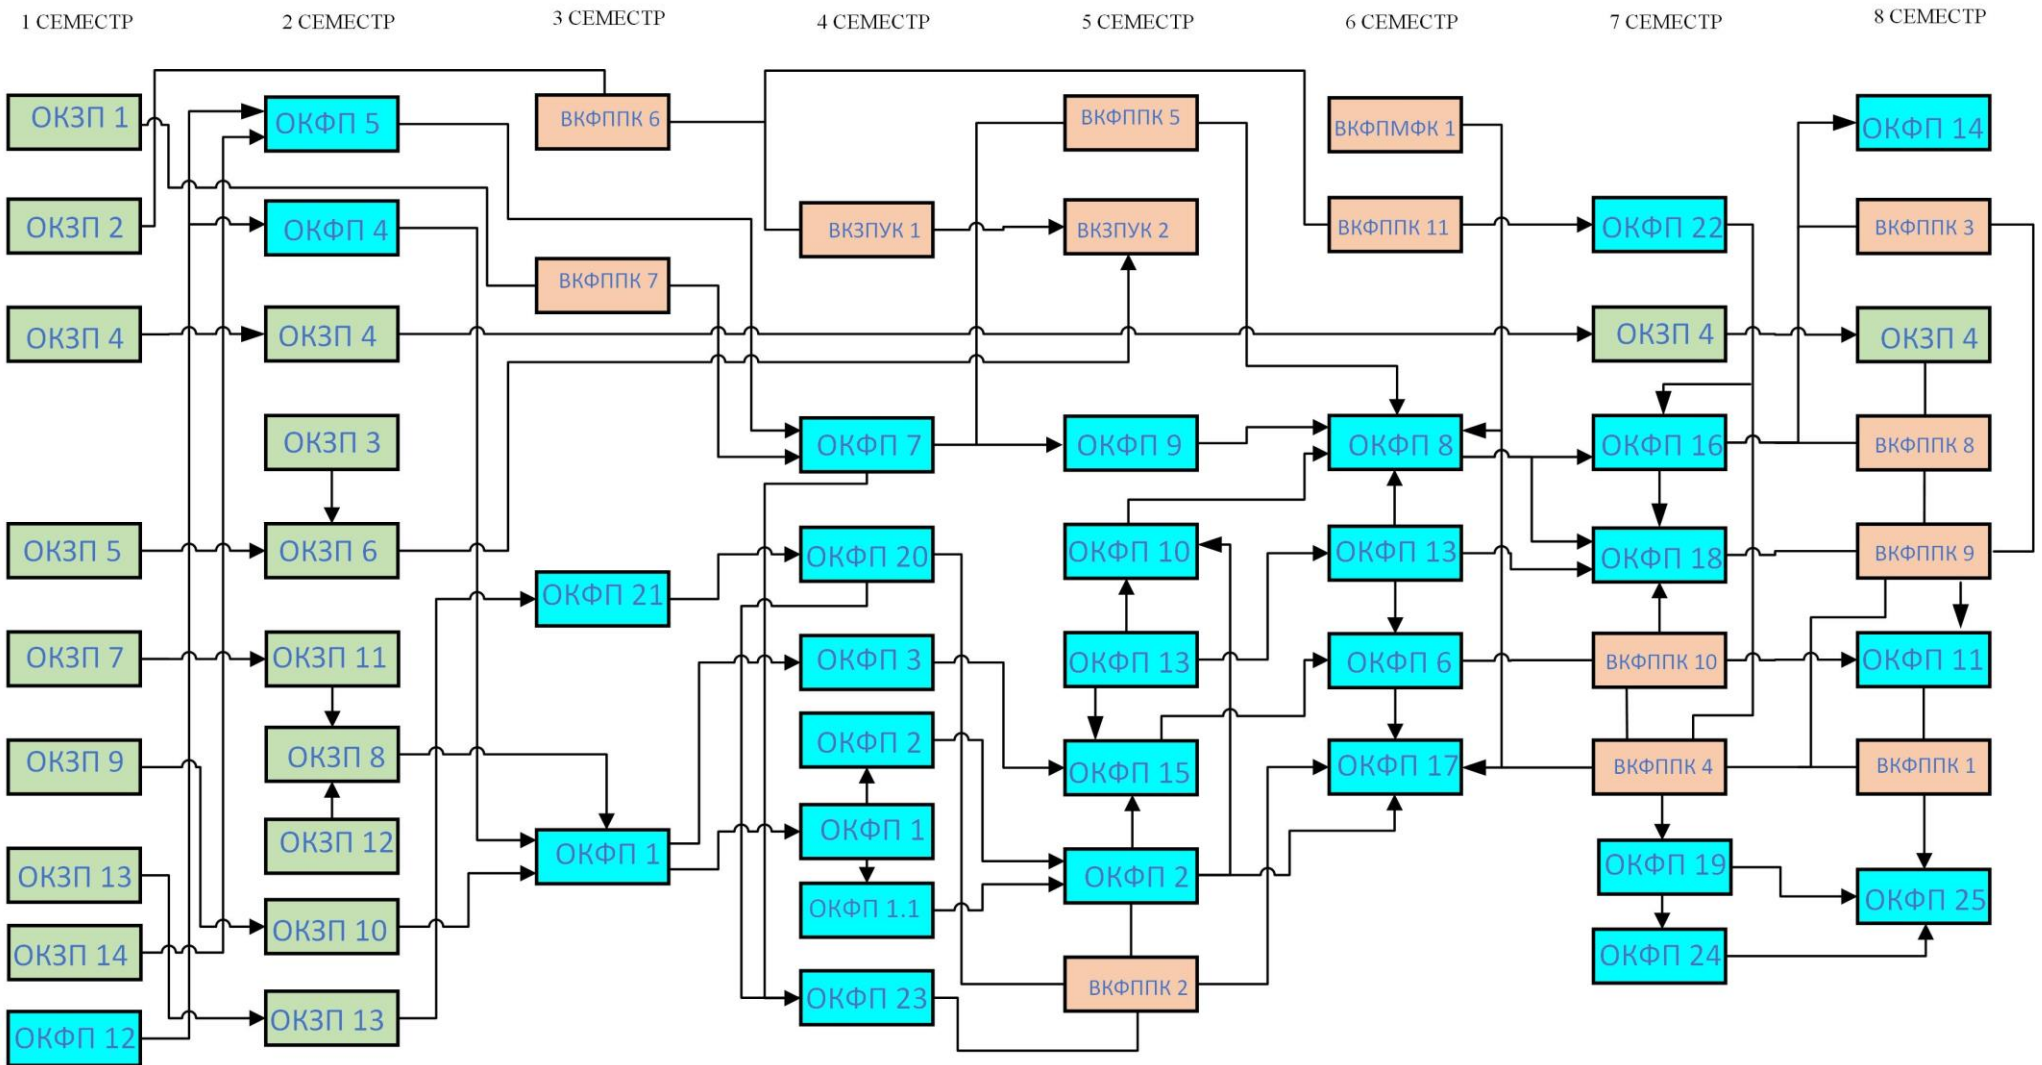 1 СЕМЕСТР
2 СЕМЕСТР
3 СЕМЕСТР
4 СЕМЕСТР
5 СЕМЕСТР
6 СЕМЕСТР
7 СЕМЕСТР
8 СЕМЕСТР
ОКЗП 1
ОКЗП 2
ОКЗП 4
ОКЗП 5
ОКЗП 7
ОКЗП 9
ОКЗП 13
ОКЗП 14
ОКФП 12
ОКФП 5
ОКФП 4
ОКЗП 4
ОКЗП 3
ОКЗП 6
ОКЗП 11
ОКЗП 8
ОКЗП 12
ОКЗП 10
ОКЗП 13
ВКФППК 6
ВКФППК 7
ОКФП 21
ОКФП 1
ВКЗПУК 1
ОКФП 7
ОКФП 20
ОКФП 3
ОКФП 2
ОКФП 1
ОКФП 1.1
ОКФП 23
ВКФППК 5
ВКЗПУК 2
ОКФП 9
ОКФП 10
ОКФП 13
ОКФП 15
ОКФП 2
ВКФППК 2
ВКФПМФК 1
ВКФППК 11
ОКФП 8
ОКФП 13
ОКФП 6
ОКФП 17
ОКФП 22
ОКЗП 4
ОКФП 16
ОКФП 18
ВКФППК 10
ВКФППК 4
ОКФП 19
ОКФП 24
ОКФП 14
ВКФППК 3
ОКЗП 4
ВКФППК 8
ВКФППК 9
ОКФП 11
ВКФППК 1
ОКФП 25